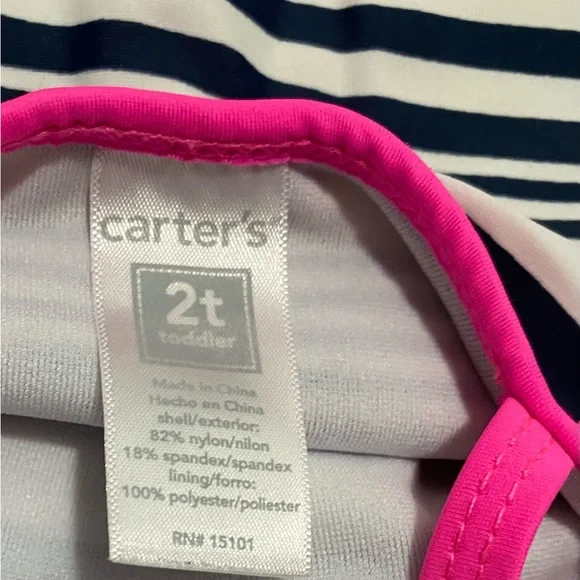 carter's
2t
toddler
Made in China
Hecho en China
shell/exterior:
82% nylon/nilon
18% spandex/spandex
lining/forro:
100% polyester/poliester
RN# 15101